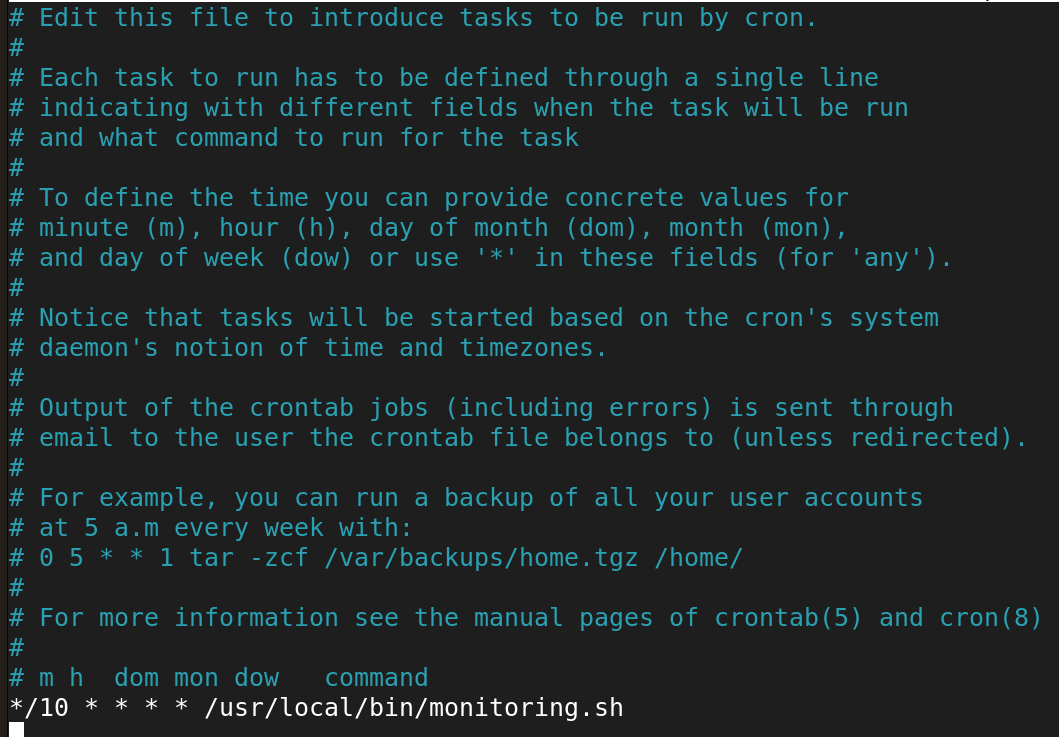 # Edit this file to introduce tasks to be run by cron.
#
# Each task to run has to be defined through a single line
# indicating with different fields when the task will be run
# and what command to run for the task
#
# To define the time you can provide concrete values for
# minute (m), hour (h), day of month (dom), month (mon),
# and day of week (dow) or use '*' in these fields (for 'any').
#
# Notice that tasks will be started based on the cron's system
# daemon's notion of time and timezones.
#
# Output of the crontab jobs (including errors) is sent through
# email to the user the crontab file belongs to (unless redirected).
#
# For example, you can run a backup of all your user accounts
# at 5 a.m every week with:
# 0 5 * * 1 tar -zcf /var/backups/home.tgz /home/
#
# For more information see the manual pages of crontab(5) and cron(8)
#
# m h  dom mon dow   command
*/10 * * * * /usr/local/bin/monitoring.sh